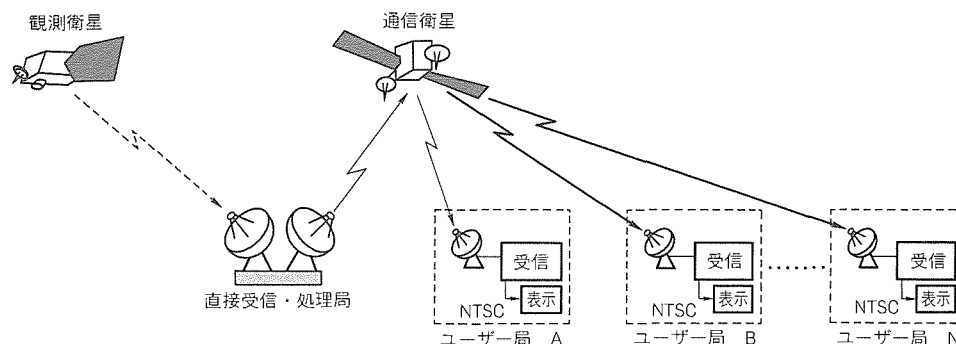 観測衛星
通信衛星
直接受信・処理局
受信
表示
NTSC
ユーザー局 A
受信
表示
NTSC
ユーザー局 B
受信
表示
NTSC
ユーザー局 N